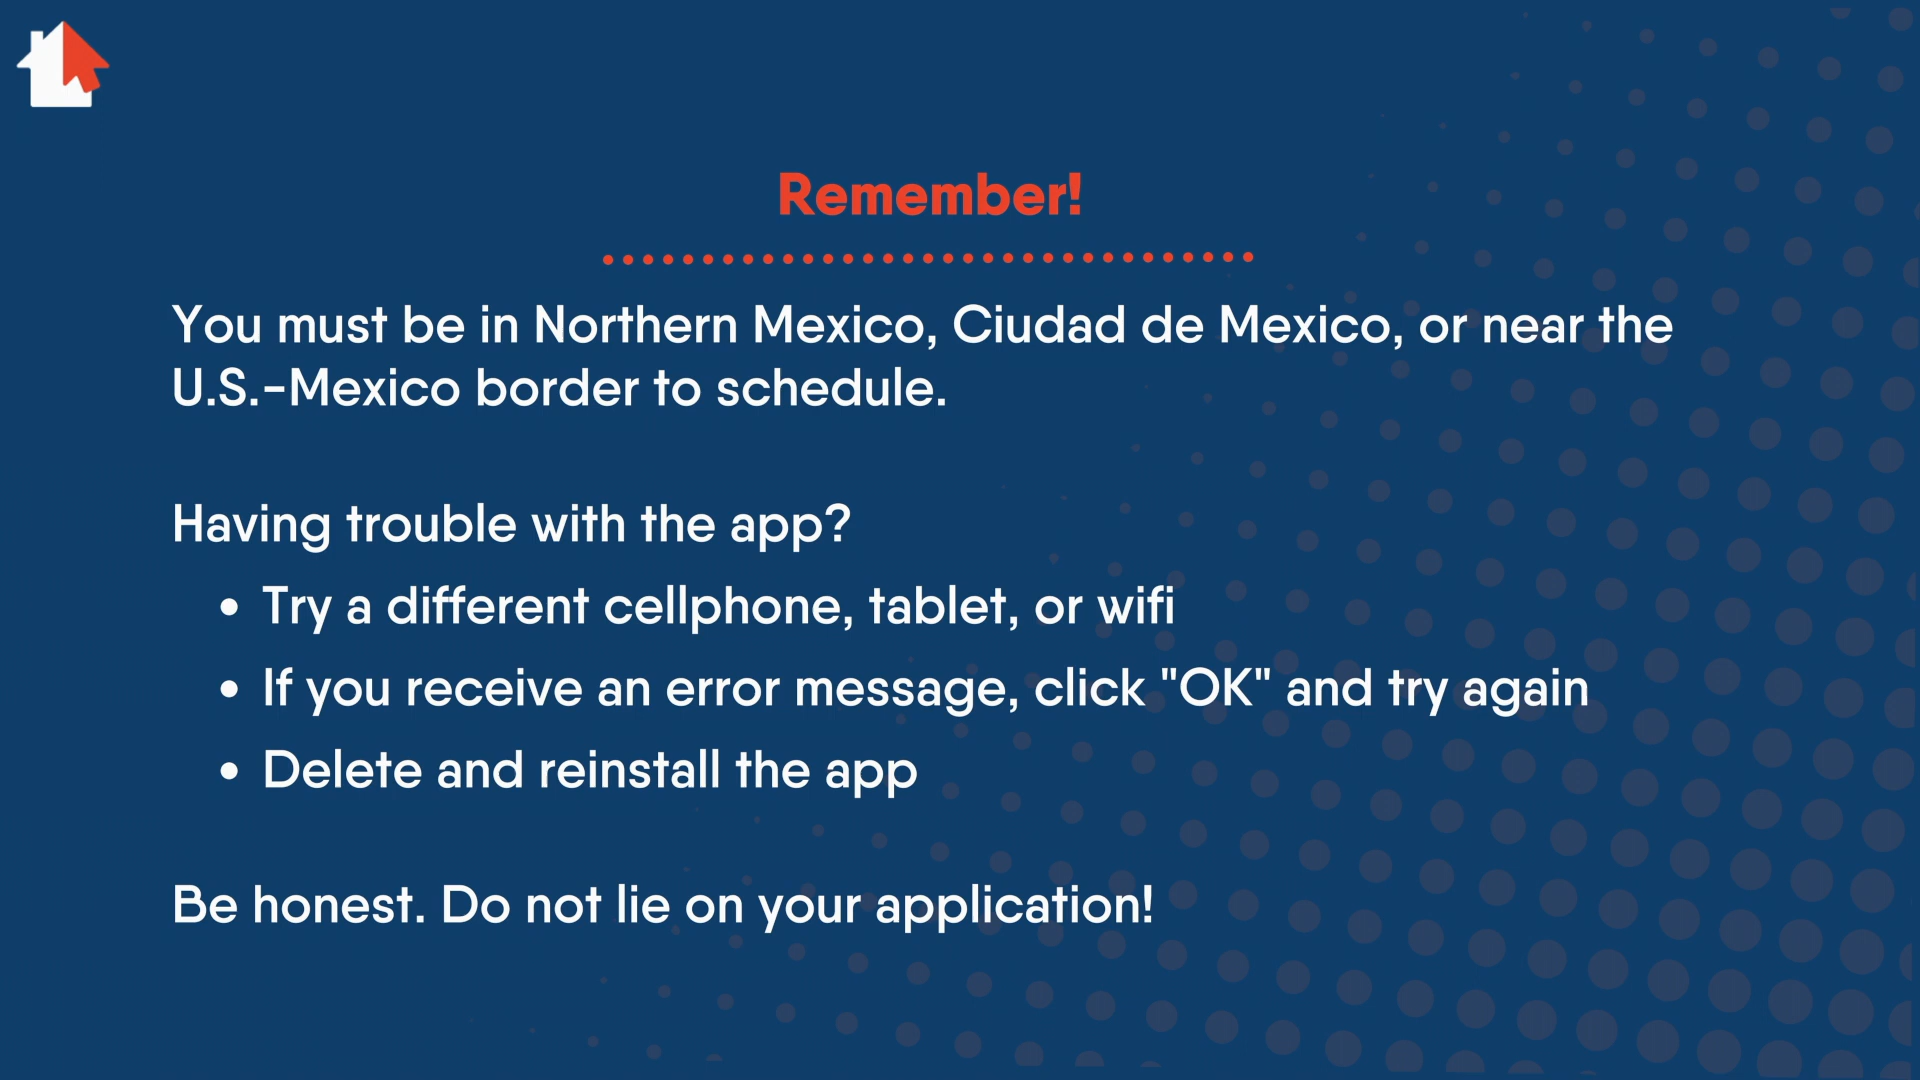 Remember!
You must be in Northern Mexico, Ciudad de Mexico, or near the
U.S.-Mexico border to schedule.
Having trouble with the app?
• Try a different cellphone, tablet, or wifi
• If you receive an error message, click "OK" and try again
• Delete and reinstall the app
Be honest. Do not lie on your application!